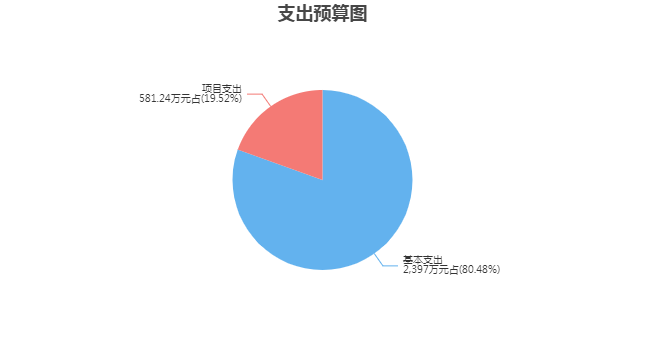 支出预算图
项目支出
581.24万元占(19.52%)
基本支出
2,397万元占(80.48%)